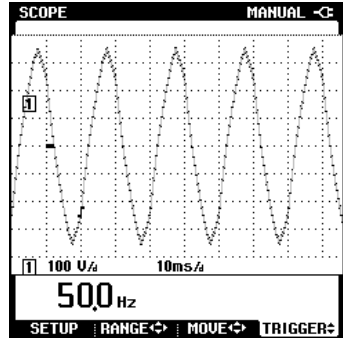 SCOPE MANUAL
1
1 100 V/d 10ms/d
50.0 Hz
SETUP RANGE MOVE TRIGGER